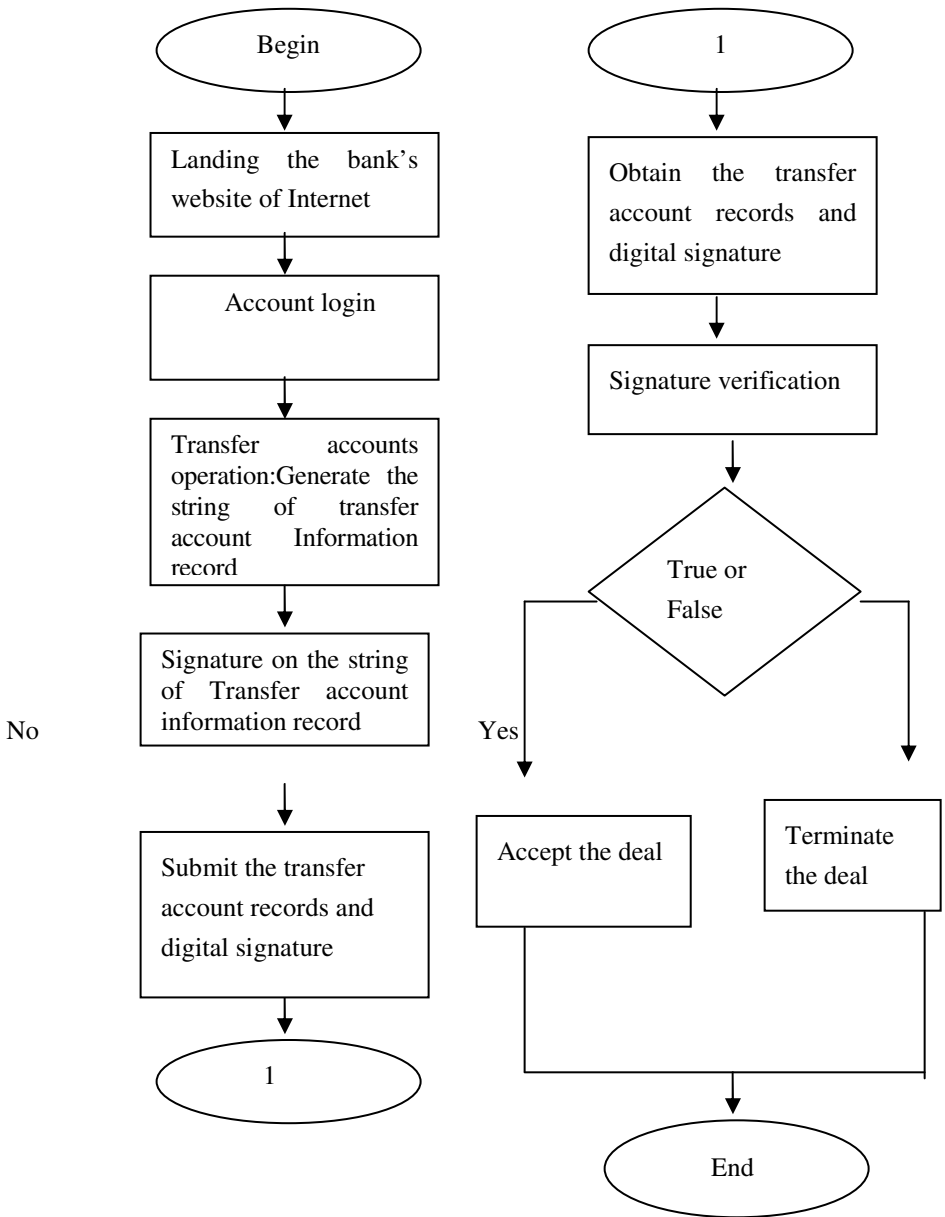 Begin
Landing the bank's
website of Internet
Account login
Transfer accounts
operation:Generate the
string of transfer
account Information
record
Signature on the string
of Transfer account
information record
No
Submit the transfer
account records and
digital signature
1
1
Obtain the transfer
account records and
digital signature
Signature verification
True or
False
Yes
Accept the deal
Terminate
the deal
End